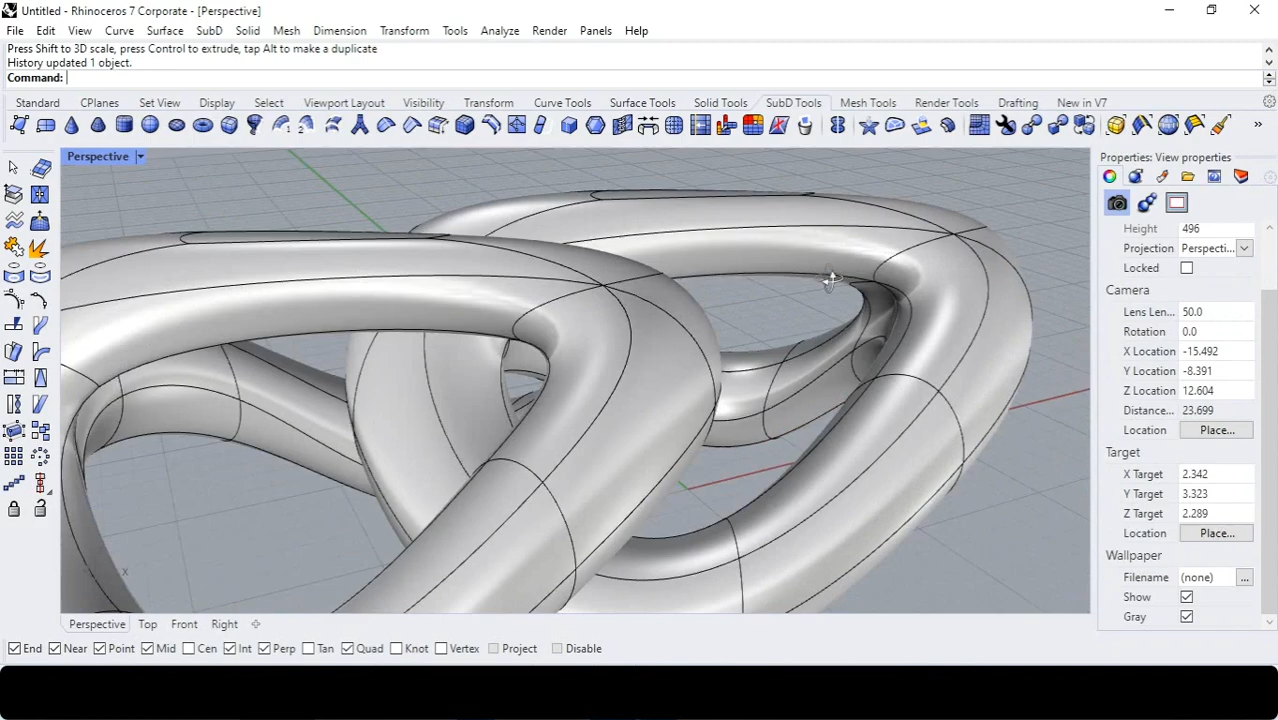 Untitled - Rhinoceros 7 Corporate - [Perspective]
File Edit View Curve Surface SubD Solid Mesh Dimension Transform Tools Analyze Render Panels Help
Press Shift to 3D scale, press Control to extrude, tap Alt to make a duplicate
History updated 1 object.
Command:
Standard CPlanes Set View Display Select Viewport Layout Visibility Transform Curve Tools Surface Tools Solid Tools SubD Tools Mesh Tools Render Tools Drafting New in V7
Perspective
Properties: View properties
Height 496
Projection Perspecti...
Locked
Camera
Lens Len... 50.0
Rotation 0.0
X Location -15.492
Y Location -8.391
Z Location 12.604
Distance... 23.699
Location Place...
Target
X Target 2.342
Y Target 3.323
Z Target 2.289
Location Place...
Wallpaper
Filename (none) ...
Show
Gray
x
Perspective Top Front Right
End Near Point Mid Cen Int Perp Tan Quad Knot Vertex Project Disable